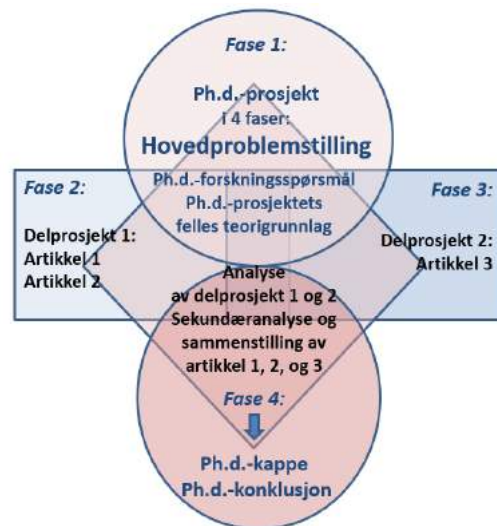 Fase 1:
Ph.d.-prosjekt
i 4 faser:
Hovedproblemstilling
Ph.d.-forskningsspørsmål
Ph.d.-prosjektets
felles teorigrunnlag
Fase 2:
Delprosjekt 1:
Artikkel 1
Artikkel 2
Fase 3:
Delprosjekt 2:
Artikkel 3
Analyse
av delprosjekt 1 og 2
Sekundæranalyse og
sammenstilling av
artikkel 1, 2, og 3
Fase 4:
Ph.d.-kappe
Ph.d.-konklusjon